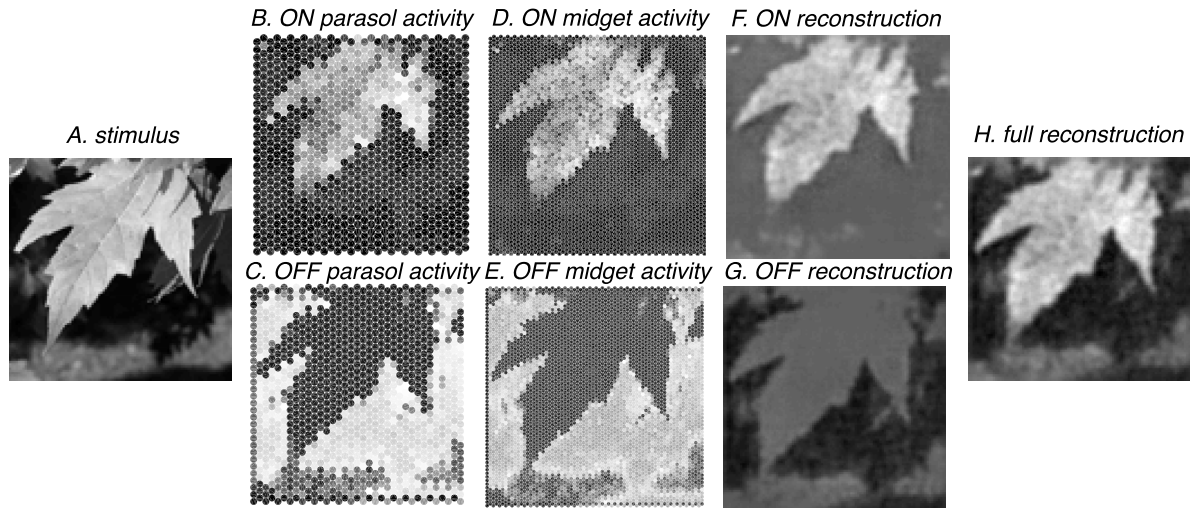 B. ON parasol activity
D. ON midget activity
F. ON reconstruction
A. stimulus
H. full reconstruction
C. OFF parasol activity
E. OFF midget activity
G. OFF reconstruction